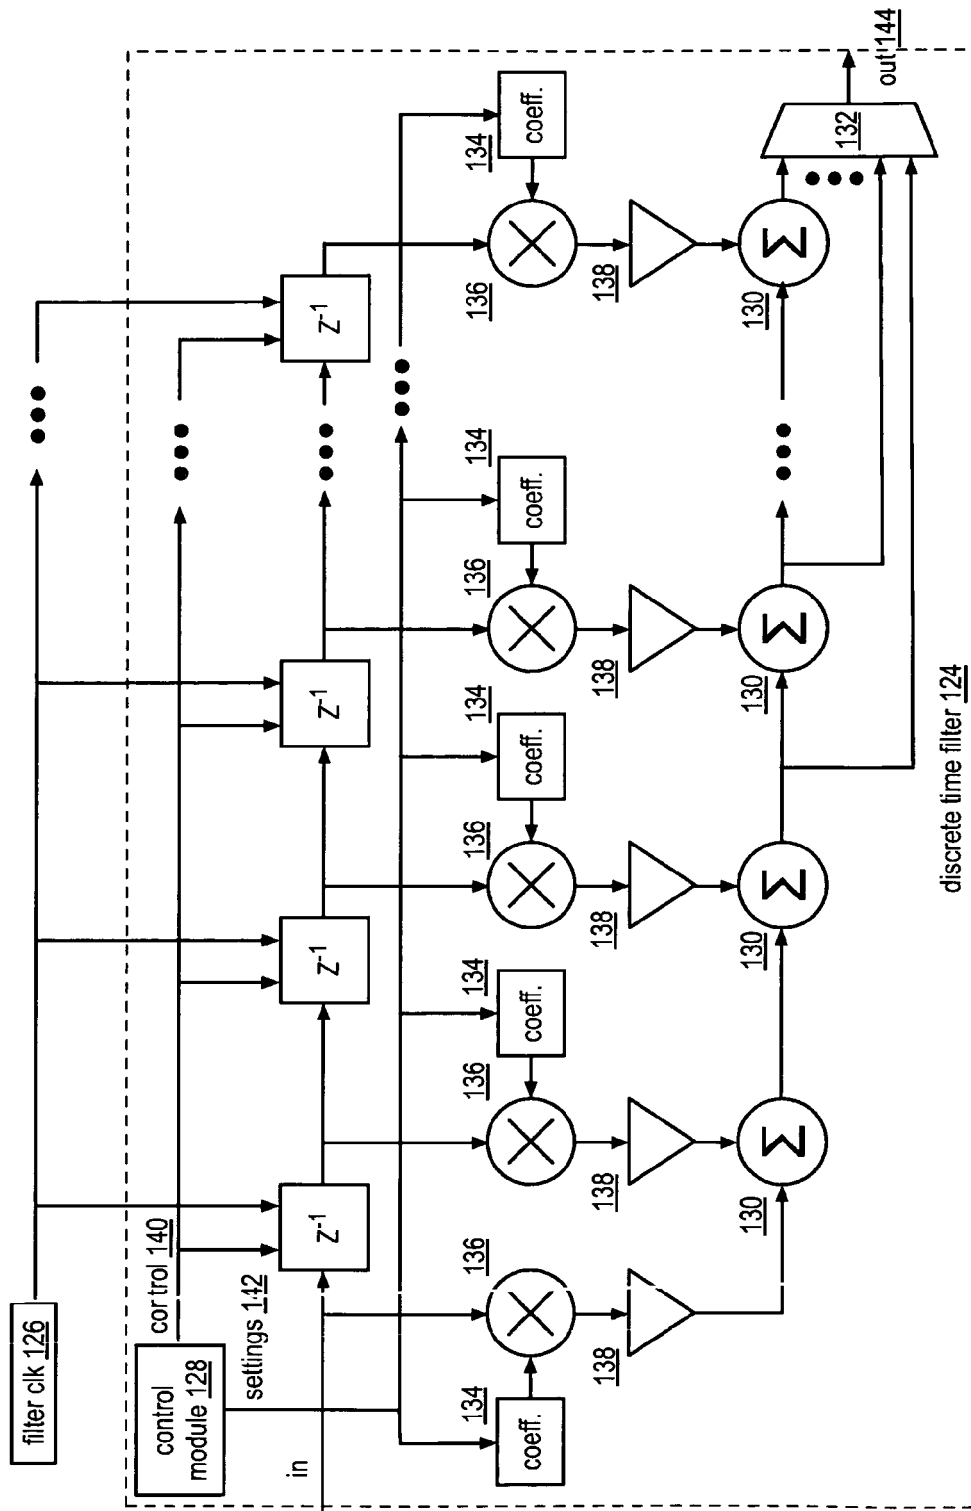 filter clk 126
control
module 128
control 140
settings 142
in
Z-1
Z-1
Z-1
Z-1
134
134
134
134
134
136
136
136
136
136
coeff.
coeff.
coeff.
coeff.
coeff.
138
138
138
138
138
130
130
130
130
Σ
Σ
Σ
Σ
132
out 144
discrete time filter 124